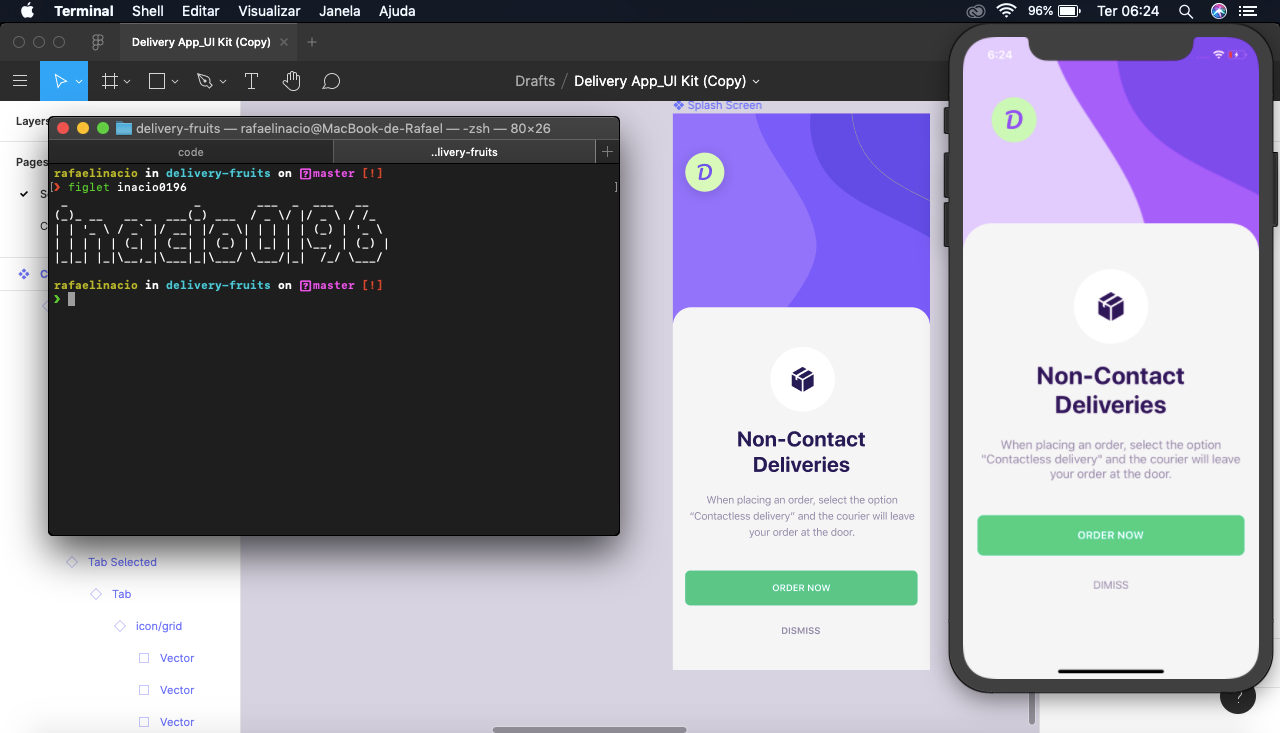 Terminal Shell Editar Visualizar Janela Ajuda 96% Ter 06:24
Delivery App_UI Kit (Copy)
Drafts / Delivery App_UI Kit (Copy)
Layers
Pages
Splash Screen
delivery-fruits — rafaelinacio@MacBook-de-Rafael — -zsh — 80×26
code ..livery-fruits
rafaelinacio in delivery-fruits on master [!]
❯ figlet inacio0196
inacio0196
rafaelinacio in delivery-fruits on master [!]
❯
Tab Selected
Tab
icon/grid
Vector
Vector
Vector
D
Non-Contact
Deliveries
When placing an order, select the option
“Contactless delivery” and the courier will leave
your order at the door.
ORDER NOW
DISMISS
6:24
D
Non-Contact
Deliveries
When placing an order, select the option
"Contactless delivery" and the courier will leave
your order at the door.
ORDER NOW
DIMISS
?